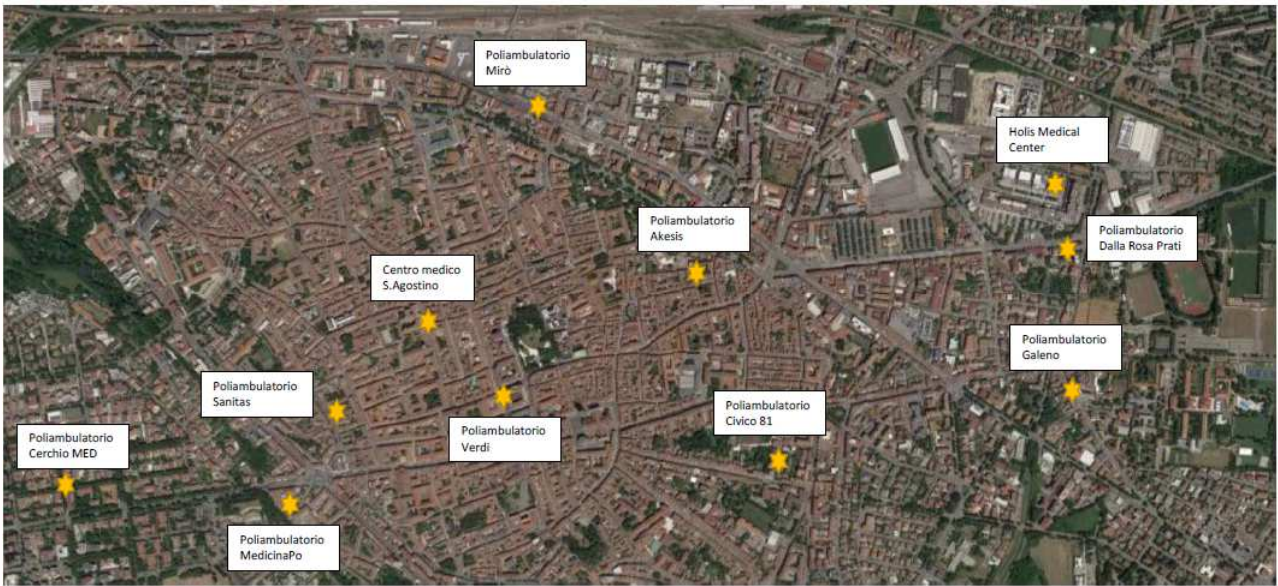 Poliambulatorio
Mirò
Holis Medical
Center
Poliambulatorio
Akesis
Poliambulatorio
Dalla Rosa Prati
Centro medico
S.Agostino
Poliambulatorio
Galeno
Poliambulatorio
Sanitas
Poliambulatorio
Civico 81
Poliambulatorio
Verdi
Poliambulatorio
Cerchio MED
Poliambulatorio
MedicinaPo